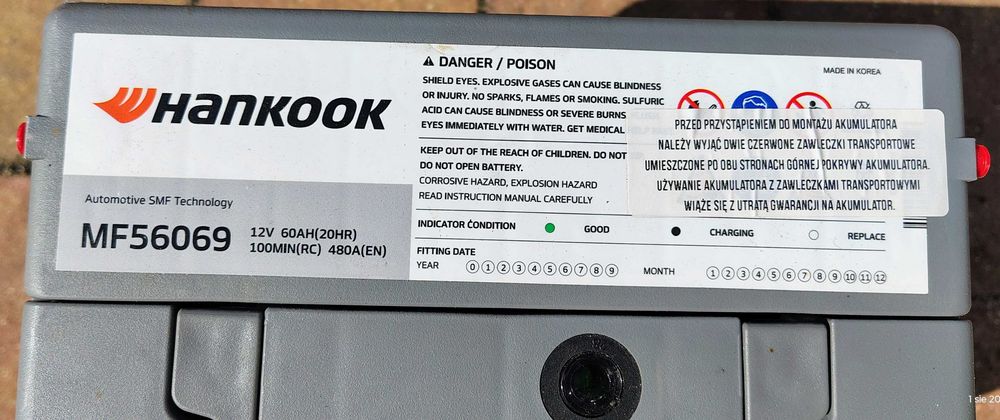 HANKOOK
Automotive SMF Technology
MF56069
12V 60AH(20HR)
100MIN(RC) 480A(EN)
DANGER / POISON
SHIELD EYES. EXPLOSIVE GASES CAN CAUSE BLINDNESS
OR INJURY. NO SPARKS, FLAMES OR SMOKING. SULFURIC
ACID CAN CAUSE BLINDNESS OR SEVERE BURNS
EYES IMMEDIATELY WITH WATER. GET MEDICAL
KEEP OUT OF THE REACH OF CHILDREN. DO NOT
DO NOT OPEN BATTERY.
CORROSIVE HAZARD, EXPLOSION HAZARD
READ INSTRUCTION MANUAL CAREFULLY
MADE IN KOREA
PRZED PRZYSTĄPIENIEM DO MONTAŻU AKUMULATORA
NALEŻY WYJĄĆ DWIE CZERWONE ZAWLECZKI TRANSPORTOWE
UMIESZCZONE PO OBU STRONACH GÓRNEJ POKRYWY AKUMULATORA.
UŻYWANIE AKUMULATORA Z ZAWLECZKAMI TRANSPORTOWYMI
WIĄŻE SIĘ Z UTRATĄ GWARANCJI NA AKUMULATOR.
INDICATOR CONDITION GOOD CHARGING REPLACE
FITTING DATE
YEAR 0 1 2 3 4 5 6 7 8 9 MONTH 1 2 3 4 5 6 7 8 9 10 11 12
1 sie 20